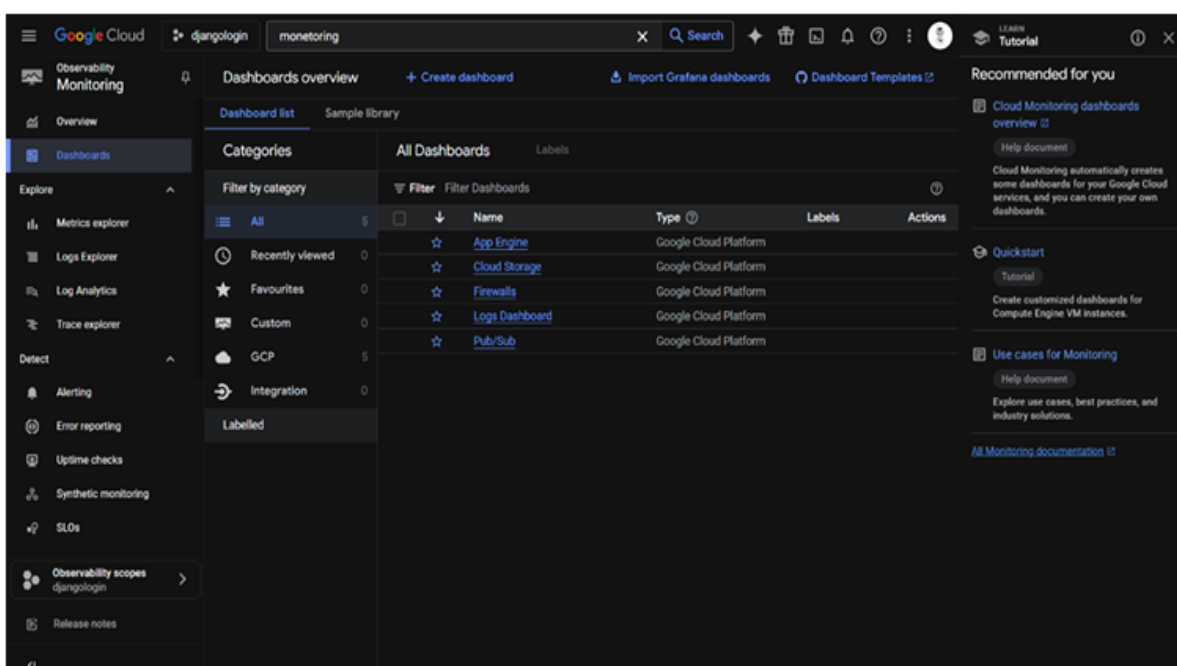 Google Cloud
djangologin
monetoring
Search
Observability
Monitoring
Overview
Dashboards
Explore
Metrics explorer
Logs Explorer
Log Analytics
Trace explorer
Detect
Alerting
Error reporting
Uptime checks
Synthetic monitoring
SLOs
Observability scopes
djangologin
Release notes
Dashboards overview
+ Create dashboard
Import Grafana dashboards
Dashboard Templates
Dashboard list
Sample library
Categories
Filter by category
All 5
Recently viewed 0
Favourites 0
Custom 0
GCP 5
Integration 0
Labelled
All Dashboards
Labels
Filter Filter Dashboards
Name Type Labels Actions
App Engine Google Cloud Platform
Cloud Storage Google Cloud Platform
Firewalls Google Cloud Platform
Logs Dashboard Google Cloud Platform
Pub/Sub Google Cloud Platform
LEARN
Tutorial
Recommended for you
Cloud Monitoring dashboards
overview
Help document
Cloud Monitoring automatically creates
some dashboards for your Google Cloud
services, and you can create your own
dashboards.
Quickstart
Tutorial
Create customized dashboards for
Compute Engine VM instances.
Use cases for Monitoring
Help document
Explore use cases, best practices, and
industry solutions.
All Monitoring documentation